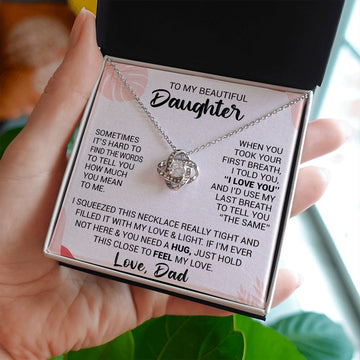 TO MY BEAUTIFUL
Daughter
SOMETIMES
IT'S HARD TO
FIND THE WORDS
TO TELL YOU
HOW MUCH
YOU MEAN
TO ME.
WHEN YOU
TOOK YOUR
FIRST BREATH,
I TOLD YOU,
"I LOVE YOU"
AND I'D USE MY
LAST BREATH
TO TELL YOU
"THE SAME"
I SQUEEZED THIS NECKLACE REALLY TIGHT AND
FILLED IT WITH MY LOVE & LIGHT. IF I'M EVER
NOT HERE & YOU NEED A HUG, JUST HOLD
THIS CLOSE TO FEEL MY LOVE.
Love, Dad